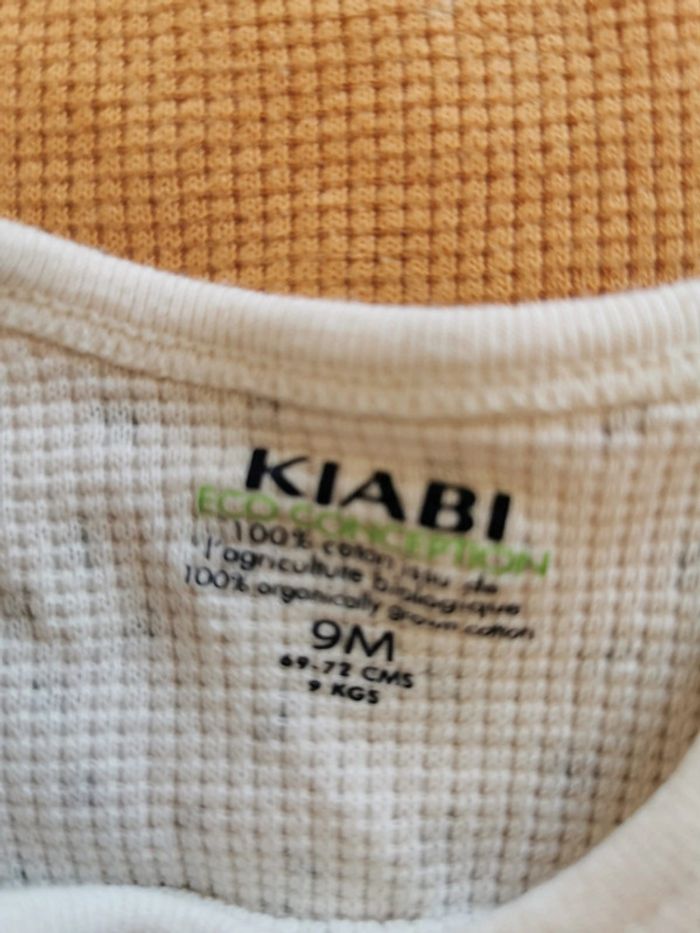 KIABI
ECO-CONCEPTION
100% coton issu de
l'agriculture biologique
100% organically grown cotton
9M
69-72 CMS
9 KGS